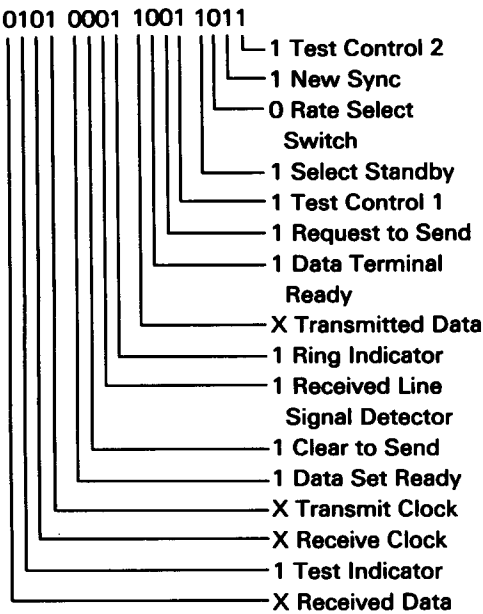 0101 0001 1001 1011
1 Test Control 2
1 New Sync
0 Rate Select
Switch
1 Select Standby
1 Test Control 1
1 Request to Send
1 Data Terminal
Ready
X Transmitted Data
1 Ring Indicator
1 Received Line
Signal Detector
1 Clear to Send
1 Data Set Ready
X Transmit Clock
X Receive Clock
1 Test Indicator
X Received Data